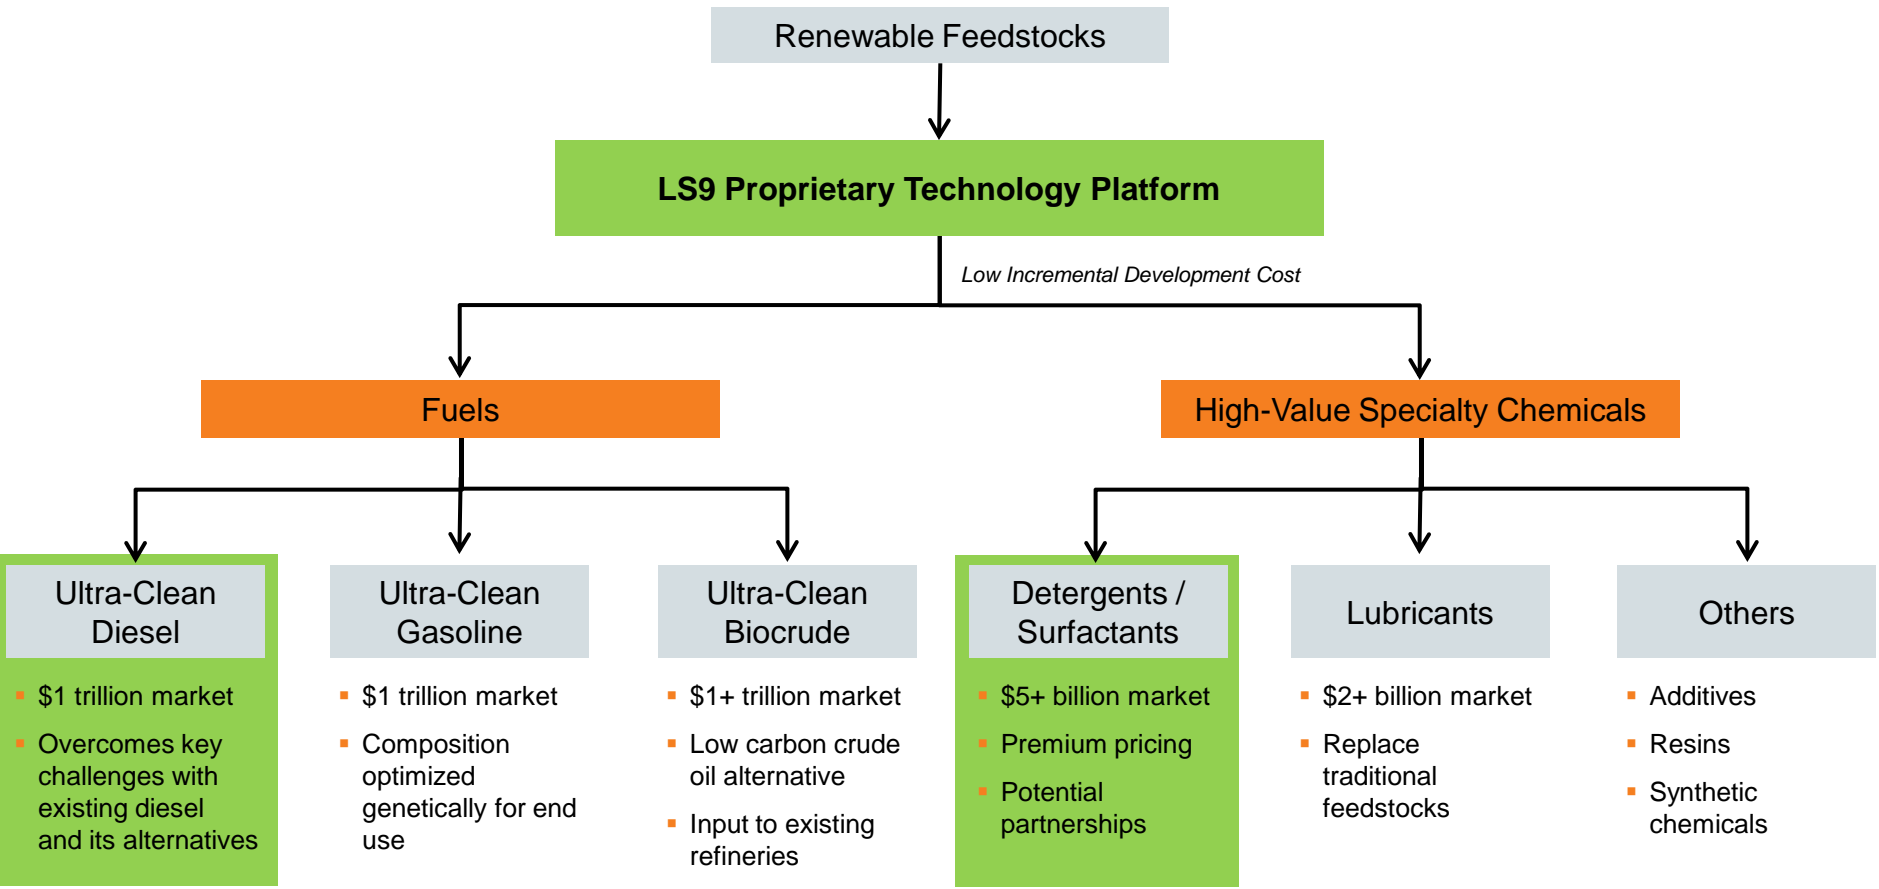 Renewable Feedstocks
LS9 Proprietary Technology Platform
Low Incremental Development Cost
Fuels
High-Value Specialty Chemicals
Ultra-Clean
Diesel
▪ $1 trillion market
▪ Overcomes key
challenges with
existing diesel
and its alternatives
Ultra-Clean
Gasoline
▪ $1 trillion market
▪ Composition
optimized
genetically for end
use
Ultra-Clean
Biocrude
▪ $1+ trillion market
▪ Low carbon crude
oil alternative
▪ Input to existing
refineries
Detergents /
Surfactants
▪ $5+ billion market
▪ Premium pricing
▪ Potential
partnerships
Lubricants
▪ $2+ billion market
▪ Replace
traditional
feedstocks
Others
▪ Additives
▪ Resins
▪ Synthetic
chemicals